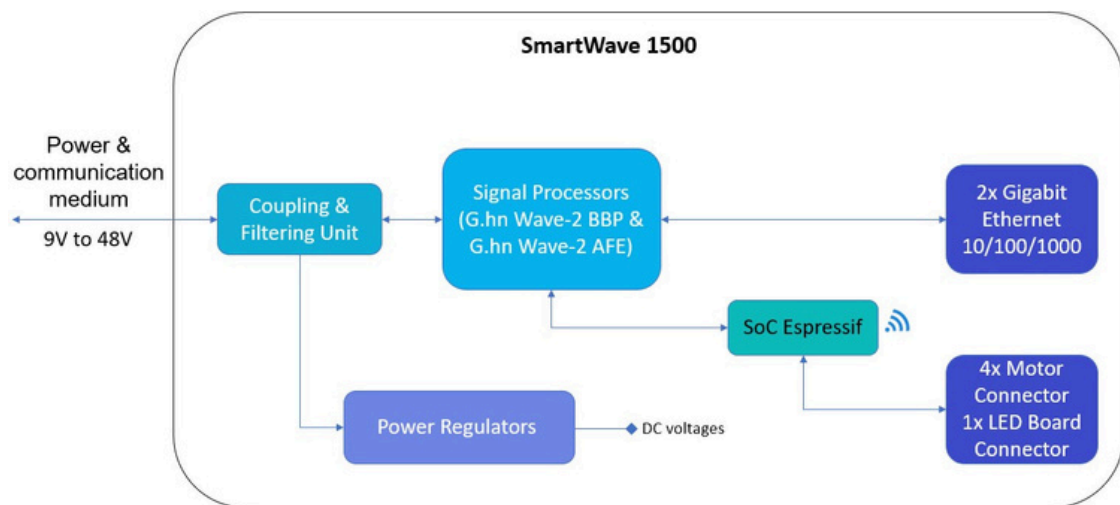 SmartWave 1500
Power &
communication
medium
9V to 48V
Coupling &
Filtering Unit
Signal Processors
(G.hn Wave-2 BBP &
G.hn Wave-2 AFE)
2x Gigabit
Ethernet
10/100/1000
SoC Espressif
4x Motor
Connector
1x LED Board
Connector
Power Regulators
DC voltages